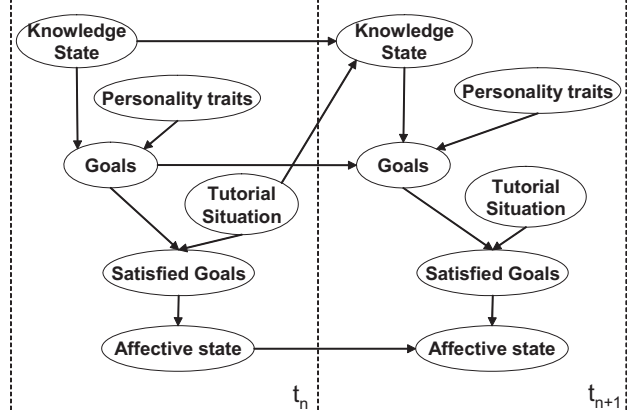 Knowledge
State
Personality traits
Goals
Tutorial
Situation
Satisfied Goals
Affective state
tn
Knowledge
State
Personality traits
Goals
Tutorial
Situation
Satisfied Goals
Affective state
tn+1